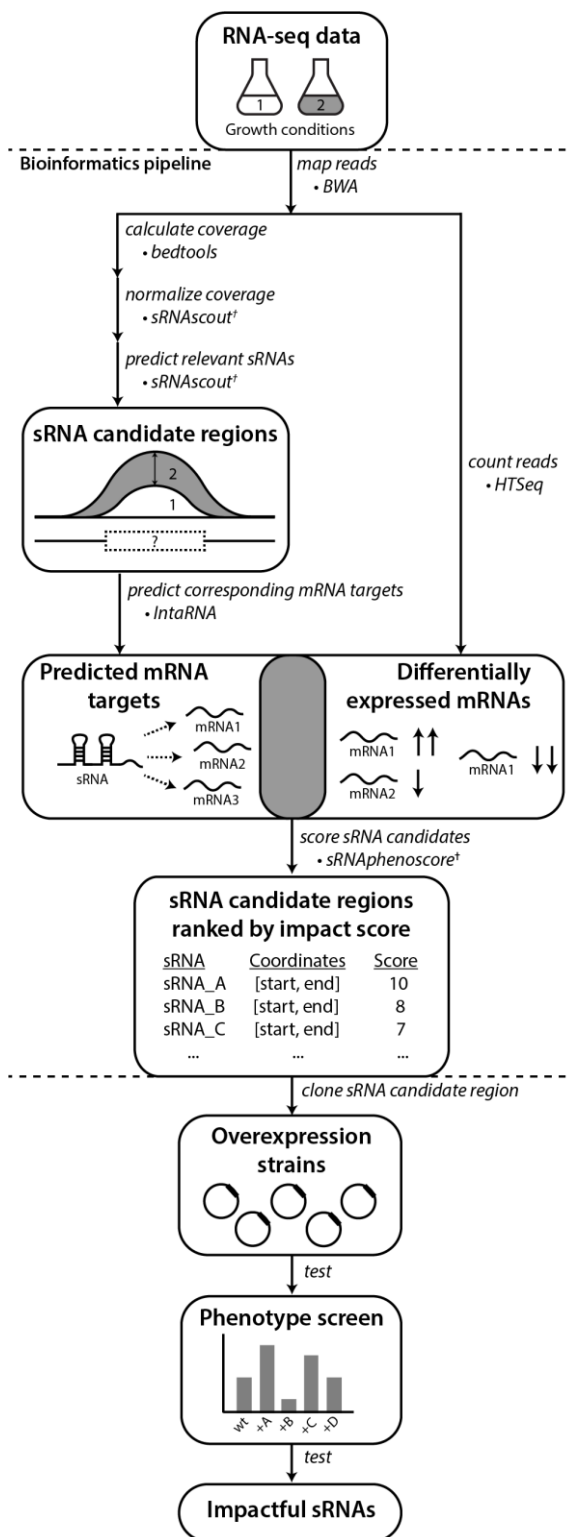 RNA-seq data
1
2
Growth conditions
Bioinformatics pipeline
map reads
• BWA
calculate coverage
• bedtools
normalize coverage
• sRNAscout†
predict relevant sRNAs
• sRNAscout†
sRNA candidate regions
2
1
?
count reads
• HTSeq
predict corresponding mRNA targets
• IntaRNA
Predicted mRNA
targets
sRNA
mRNA1
mRNA2
mRNA3
Differentially
expressed mRNAs
mRNA1
mRNA1
mRNA2
score sRNA candidates
• sRNAphenoscore†
sRNA candidate regions
ranked by impact score
sRNA Coordinates Score
sRNA_A [start, end] 10
sRNA_B [start, end] 8
sRNA_C [start, end] 7
... ... ...
clone sRNA candidate region
Overexpression
strains
test
Phenotype screen
wt +A +B +C +D
test
Impactful sRNAs